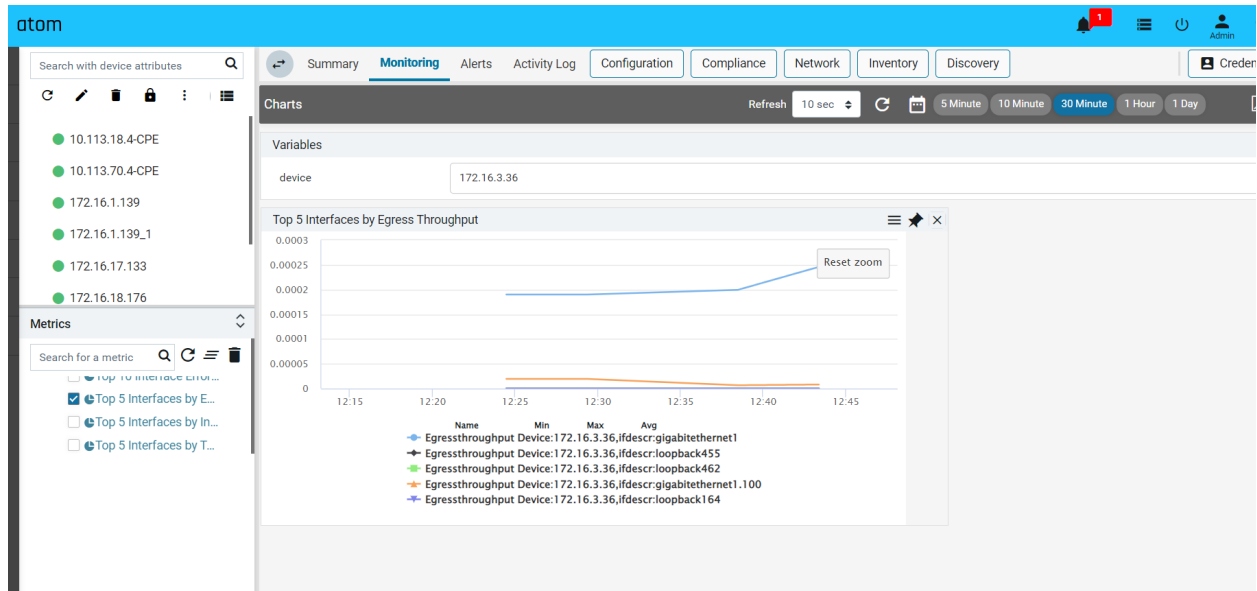 atom
1
Admin
Search with device attributes
Summary Monitoring Alerts Activity Log Configuration Compliance Network Inventory Discovery Creden
Charts Refresh 10 sec 5 Minute 10 Minute 30 Minute 1 Hour 1 Day
10.113.18.4-CPE
10.113.70.4-CPE
172.16.1.139
172.16.1.139_1
172.16.17.133
172.16.18.176
Metrics
Search for a metric
Top 10 Interface Error...
Top 5 Interfaces by E...
Top 5 Interfaces by In...
Top 5 Interfaces by T...
Variables
device 172.16.3.36
Top 5 Interfaces by Egress Throughput
Reset zoom
0.0003
0.00025
0.0002
0.00015
0.0001
0.00005
0
12:15 12:20 12:25 12:30 12:35 12:40 12:45
Name Min Max Avg
Egressthroughput Device:172.16.3.36,ifdescr:gigabitethernet1
Egressthroughput Device:172.16.3.36,ifdescr:loopback455
Egressthroughput Device:172.16.3.36,ifdescr:loopback462
Egressthroughput Device:172.16.3.36,ifdescr:gigabitethernet1.100
Egressthroughput Device:172.16.3.36,ifdescr:loopback164